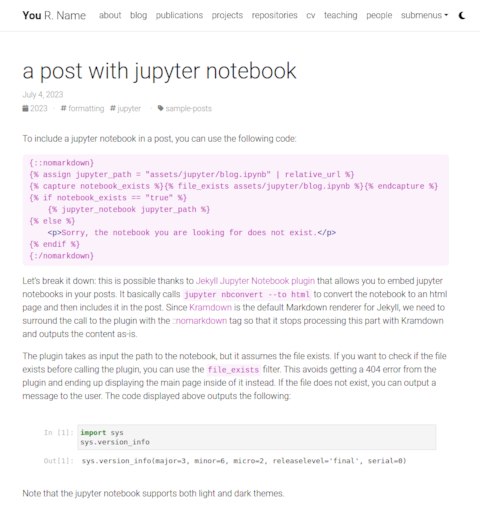 You R. Name about blog publications projects repositories cv teaching people submenus
a post with jupyter notebook
July 4, 2023
2023 · # formatting # jupyter · sample-posts
To include a jupyter notebook in a post, you can use the following code:
{::nomarkdown}
{% assign jupyter_path = "assets/jupyter/blog.ipynb" | relative_url %}
{% capture notebook_exists %}{% file_exists assets/jupyter/blog.ipynb %}{% endcapture %}
{% if notebook_exists == "true" %}
    {% jupyter_notebook jupyter_path %}
{% else %}
    <p>Sorry, the notebook you are looking for does not exist.</p>
{% endif %}
{:/nomarkdown}
Let's break it down: this is possible thanks to Jekyll Jupyter Notebook plugin that allows you to embed jupyter
notebooks in your posts. It basically calls jupyter nbconvert --to html to convert the notebook to an html
page and then includes it in the post. Since Kramdown is the default Markdown renderer for Jekyll, we need to
surround the call to the plugin with the ::nomarkdown tag so that it stops processing this part with Kramdown
and outputs the content as-is.
The plugin takes as input the path to the notebook, but it assumes the file exists. If you want to check if the file
exists before calling the plugin, you can use the file_exists filter. This avoids getting a 404 error from the
plugin and ending up displaying the main page inside of it instead. If the file does not exist, you can output a
message to the user. The code displayed above outputs the following:
In [1]: import sys
sys.version_info
Out[1]: sys.version_info(major=3, minor=6, micro=2, releaselevel='final', serial=0)
Note that the jupyter notebook supports both light and dark themes.